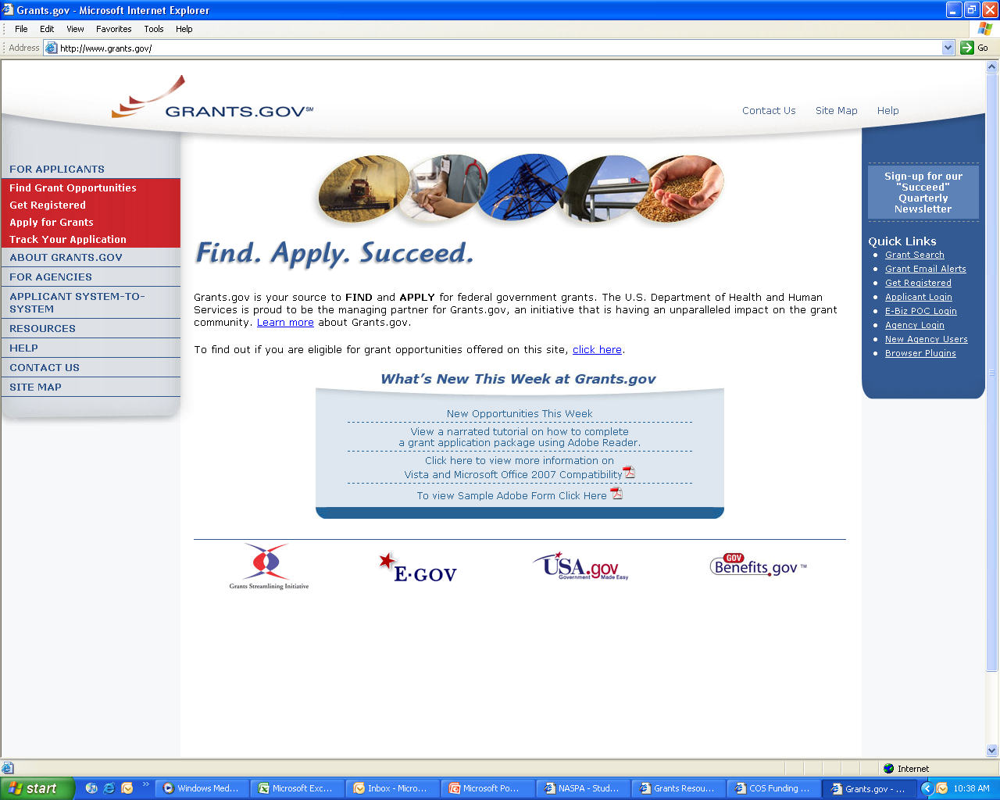 Grants.gov - Microsoft Internet Explorer
File Edit View Favorites Tools Help
Address http://www.grants.gov/ Go
GRANTS.GOV℠
Contact Us Site Map Help
FOR APPLICANTS
Find Grant Opportunities
Get Registered
Apply for Grants
Track Your Application
ABOUT GRANTS.GOV
FOR AGENCIES
APPLICANT SYSTEM-TO-
SYSTEM
RESOURCES
HELP
CONTACT US
SITE MAP
Find. Apply. Succeed.
Grants.gov is your source to FIND and APPLY for federal government grants. The U.S. Department of Health and Human
Services is proud to be the managing partner for Grants.gov, an initiative that is having an unparalleled impact on the grant
community. Learn more about Grants.gov.
To find out if you are eligible for grant opportunities offered on this site, click here.
What's New This Week at Grants.gov
New Opportunities This Week
View a narrated tutorial on how to complete
a grant application package using Adobe Reader.
Click here to view more information on
Vista and Microsoft Office 2007 Compatibility
To view Sample Adobe Form Click Here
Sign-up for our
"Succeed"
Quarterly
Newsletter
Quick Links
Grant Search
Grant Email Alerts
Get Registered
Applicant Login
E-Biz POC Login
Agency Login
New Agency Users
Browser Plugins
Grants Streamlining Initiative
E-GOV
USA.gov
Government Made Easy
GOV
Benefits.gov ™
Internet
start
Windows Med...
Microsoft Exc...
Inbox - Micro...
Microsoft Po...
NASPA - Stud...
Grants Resou...
COS Funding ...
Grants.gov - ...
10:38 AM